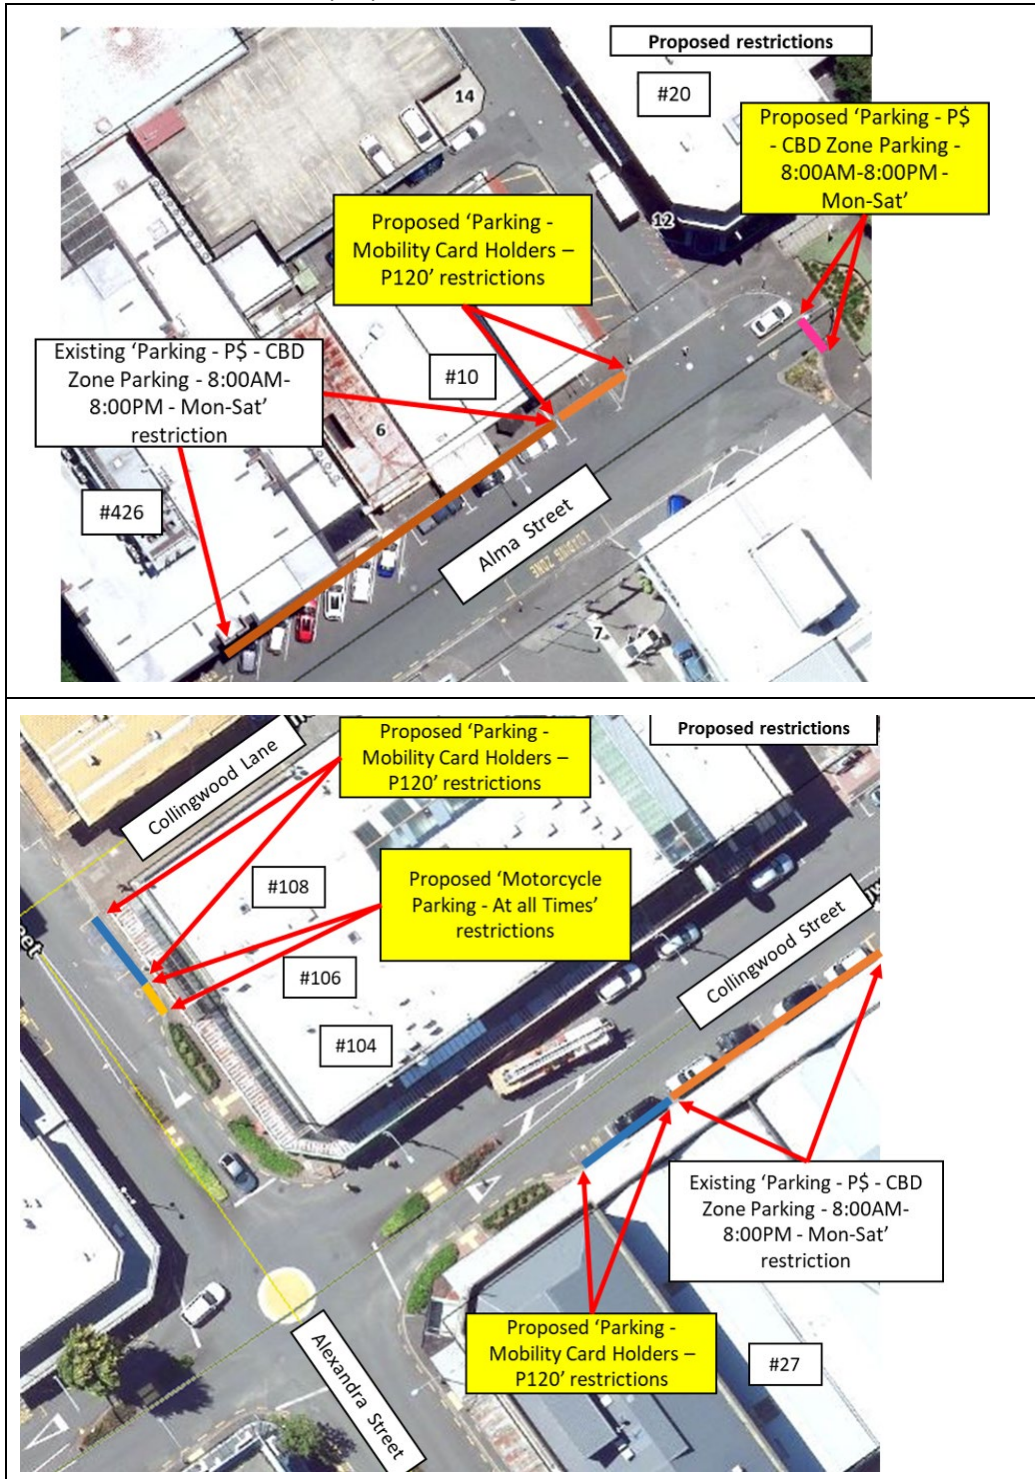 Proposed restrictions
14
#20
Proposed ‘Parking - P$
- CBD Zone Parking -
8:00AM-8:00PM -
Mon-Sat’
Proposed ‘Parking -
Mobility Card Holders –
P120’ restrictions
12
Existing ‘Parking - P$ - CBD
Zone Parking - 8:00AM-
8:00PM - Mon-Sat’
restriction
#10
6
#426
Alma Street
LOADING ZONE
7
Proposed restrictions
Collingwood Lane
Proposed ‘Parking -
Mobility Card Holders –
P120’ restrictions
#108
Proposed ‘Motorcycle
Parking - At all Times’
restrictions
Collingwood Street
#106
#104
Existing ‘Parking - P$ - CBD
Zone Parking - 8:00AM-
8:00PM - Mon-Sat’
restriction
Proposed ‘Parking -
Mobility Card Holders –
P120’ restrictions
#27
Alexandra Street